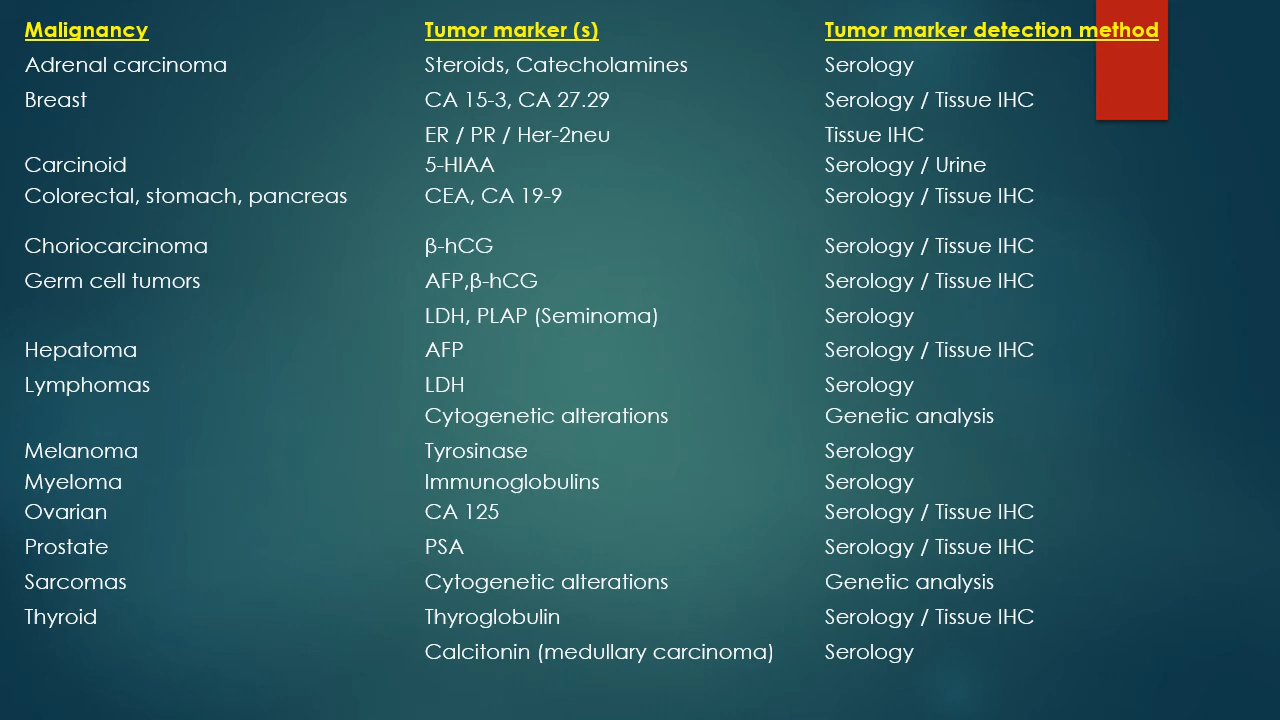 Malignancy Tumor marker (s) Tumor marker detection method
Adrenal carcinoma Steroids, Catecholamines Serology
Breast CA 15-3, CA 27.29 Serology / Tissue IHC
ER / PR / Her-2neu Tissue IHC
Carcinoid 5-HIAA Serology / Urine
Colorectal, stomach, pancreas CEA, CA 19-9 Serology / Tissue IHC
Choriocarcinoma β-hCG Serology / Tissue IHC
Germ cell tumors AFP,β-hCG Serology / Tissue IHC
LDH, PLAP (Seminoma) Serology
Hepatoma AFP Serology / Tissue IHC
Lymphomas LDH Serology
Cytogenetic alterations Genetic analysis
Melanoma Tyrosinase Serology
Myeloma Immunoglobulins Serology
Ovarian CA 125 Serology / Tissue IHC
Prostate PSA Serology / Tissue IHC
Sarcomas Cytogenetic alterations Genetic analysis
Thyroid Thyroglobulin Serology / Tissue IHC
Calcitonin (medullary carcinoma) Serology